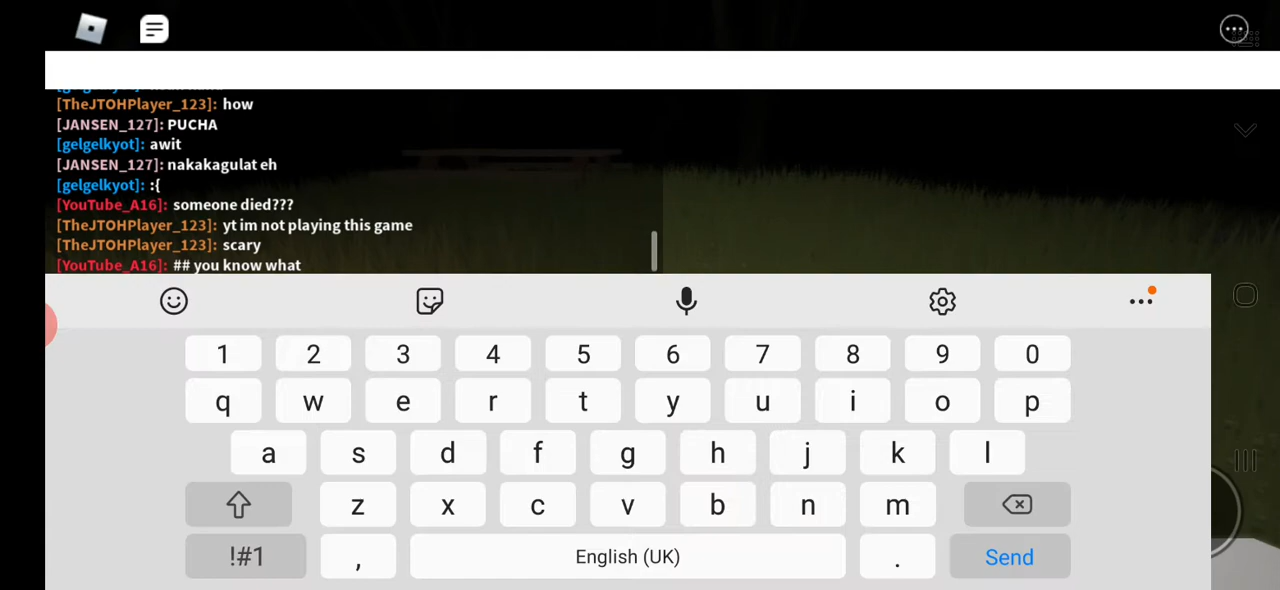 [TheJTOHPlayer_123]: how
[JANSEN_127]: PUCHA
[gelgelkyot]: awit
[JANSEN_127]: nakakagulat eh
[gelgelkyot]: :{
[YouTube_A16]: someone died???
[TheJTOHPlayer_123]: yt im not playing this game
[TheJTOHPlayer_123]: scary
[YouTube_A16]: ## you know what
1 2 3 4 5 6 7 8 9 0
q w e r t y u i o p
a s d f g h j k l
z x c v b n m
!#1 , English (UK) . Send